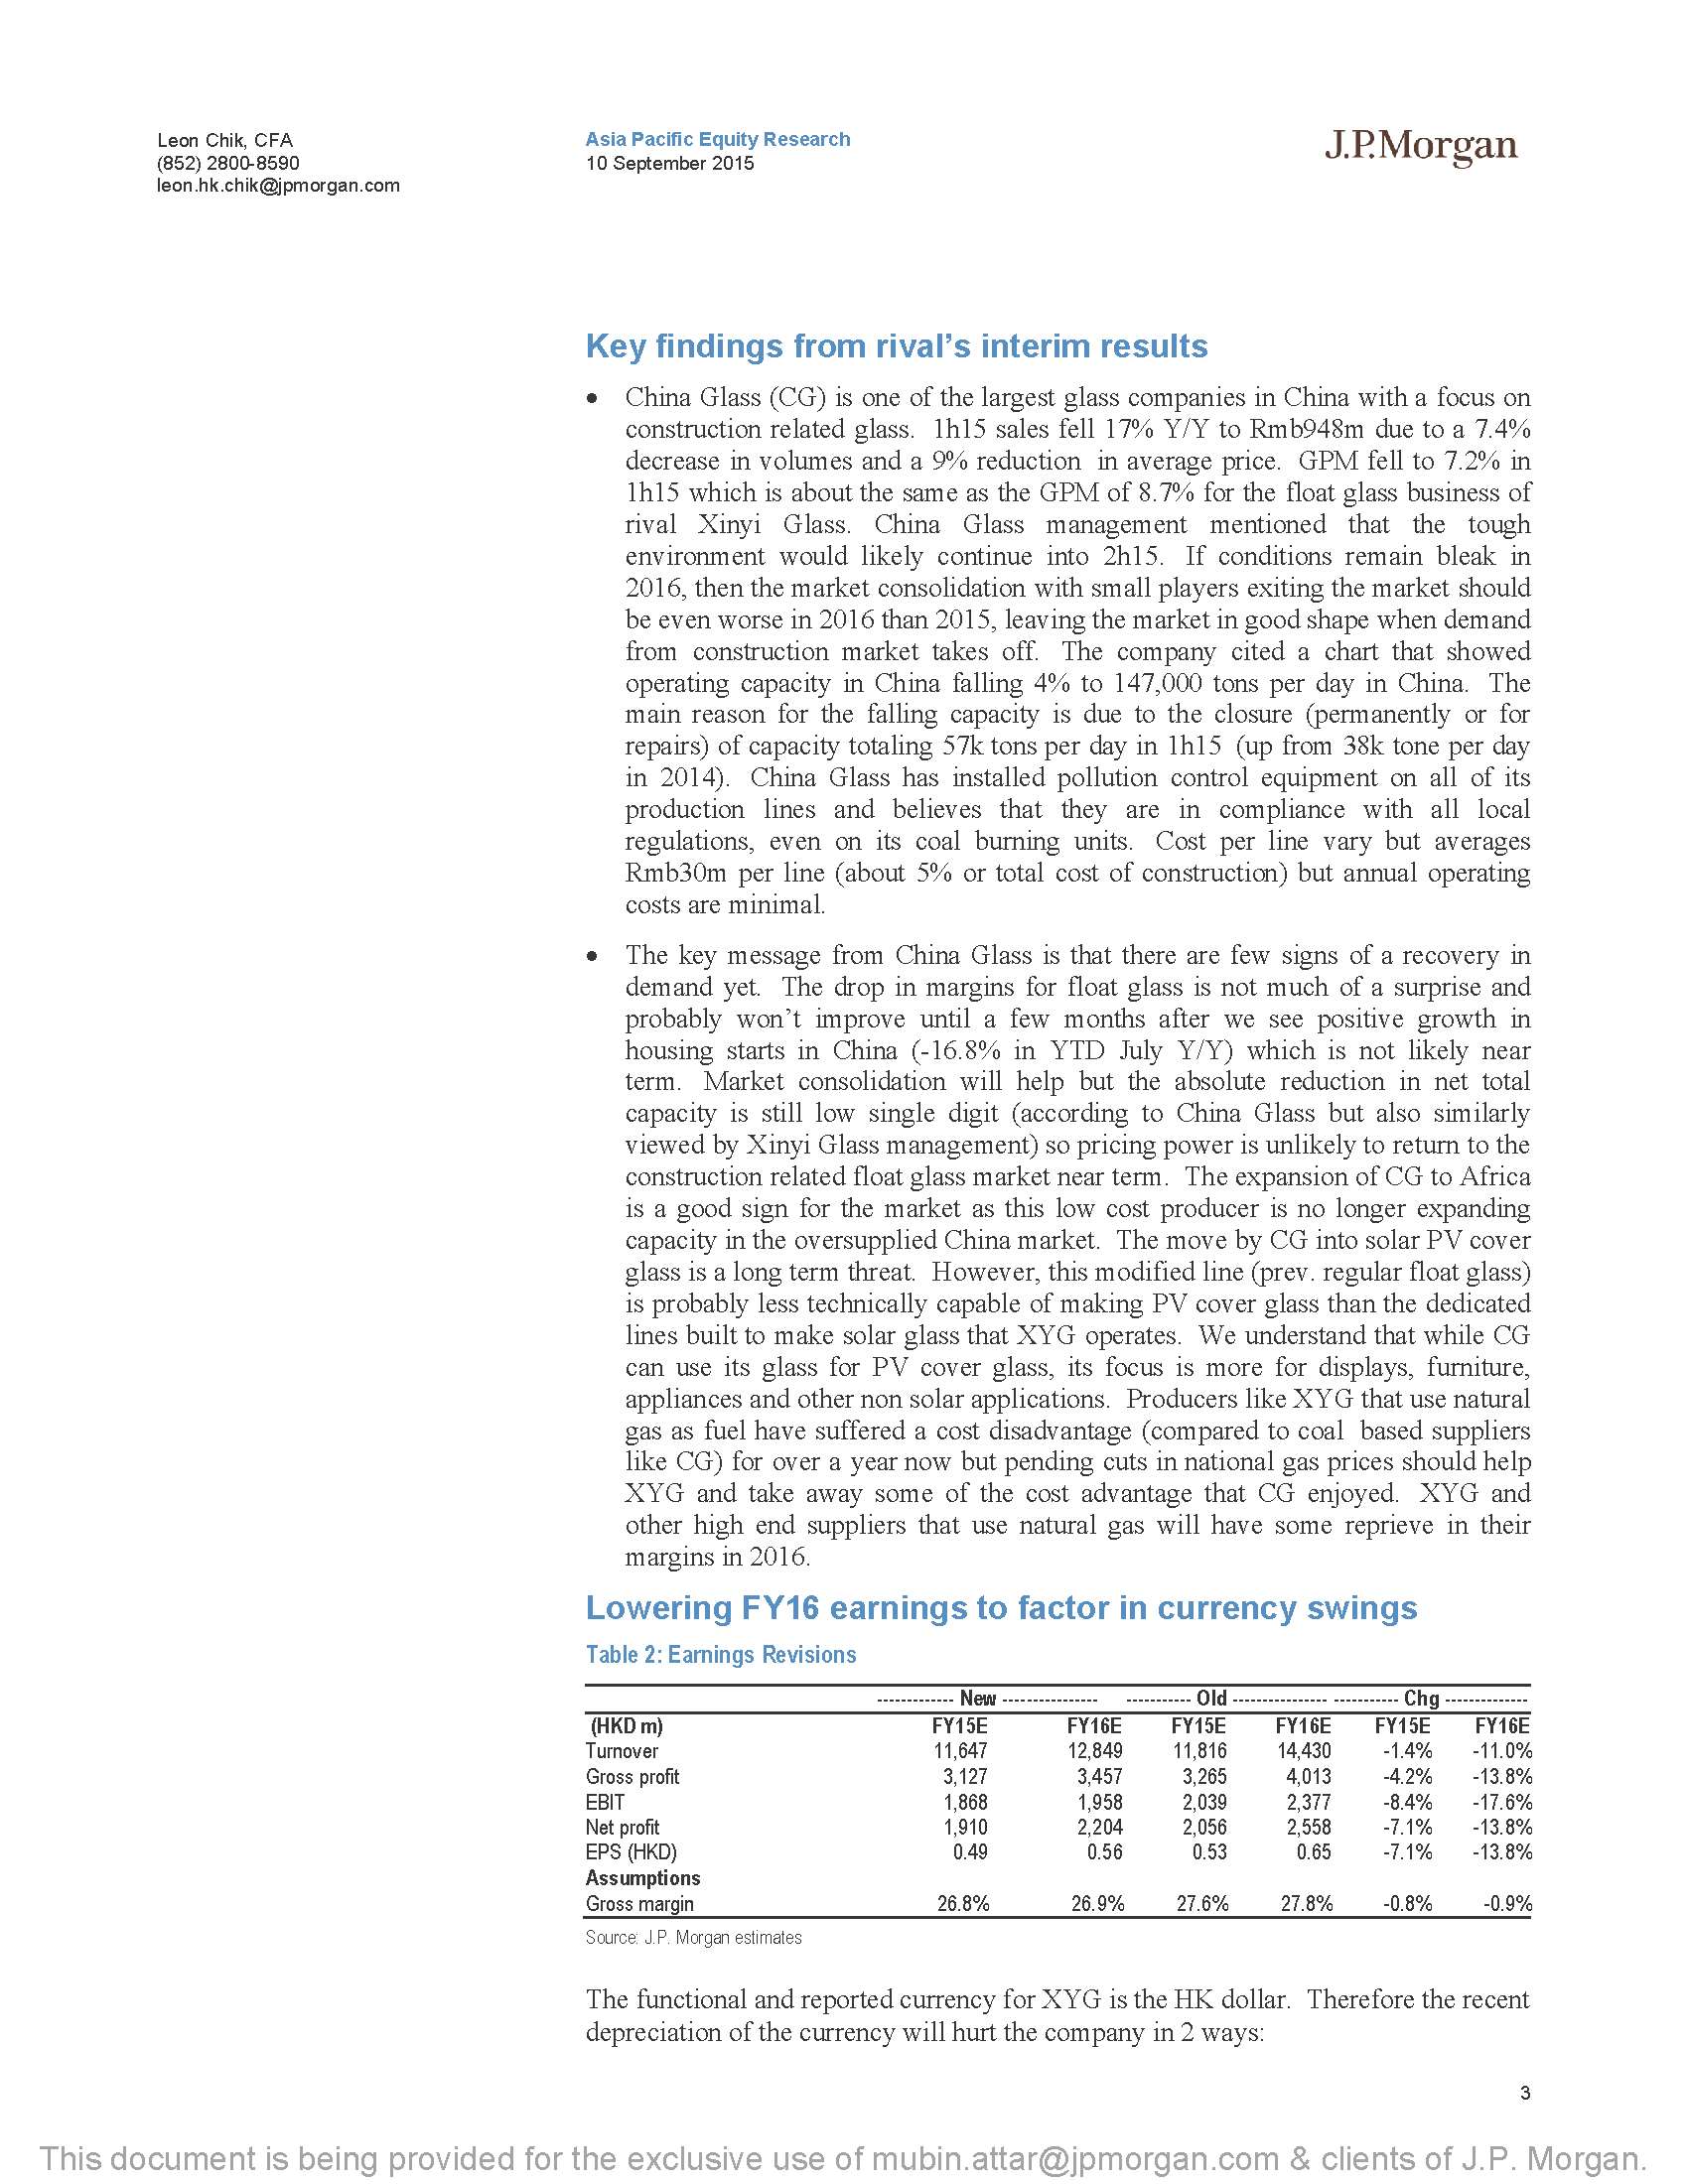 Leon Chik, CFA
(852) 2800-8590
leon.hk.chik@jpmorgan.com
Asia Pacific Equity Research
10 September 2015
J.P.Morgan
Key findings from rival’s interim results
• China Glass (CG) is one of the largest glass companies in China with a focus on
construction related glass. 1h15 sales fell 17% Y/Y to Rmb948m due to a 7.4%
decrease in volumes and a 9% reduction in average price. GPM fell to 7.2% in
1h15 which is about the same as the GPM of 8.7% for the float glass business of
rival Xinyi Glass. China Glass management mentioned that the tough
environment would likely continue into 2h15. If conditions remain bleak in
2016, then the market consolidation with small players exiting the market should
be even worse in 2016 than 2015, leaving the market in good shape when demand
from construction market takes off. The company cited a chart that showed
operating capacity in China falling 4% to 147,000 tons per day in China. The
main reason for the falling capacity is due to the closure (permanently or for
repairs) of capacity totaling 57k tons per day in 1h15 (up from 38k tone per day
in 2014). China Glass has installed pollution control equipment on all of its
production lines and believes that they are in compliance with all local
regulations, even on its coal burning units. Cost per line vary but averages
Rmb30m per line (about 5% or total cost of construction) but annual operating
costs are minimal.
• The key message from China Glass is that there are few signs of a recovery in
demand yet. The drop in margins for float glass is not much of a surprise and
probably won’t improve until a few months after we see positive growth in
housing starts in China (-16.8% in YTD July Y/Y) which is not likely near
term. Market consolidation will help but the absolute reduction in net total
capacity is still low single digit (according to China Glass but also similarly
viewed by Xinyi Glass management) so pricing power is unlikely to return to the
construction related float glass market near term. The expansion of CG to Africa
is a good sign for the market as this low cost producer is no longer expanding
capacity in the oversupplied China market. The move by CG into solar PV cover
glass is a long term threat. However, this modified line (prev. regular float glass)
is probably less technically capable of making PV cover glass than the dedicated
lines built to make solar glass that XYG operates. We understand that while CG
can use its glass for PV cover glass, its focus is more for displays, furniture,
appliances and other non solar applications. Producers like XYG that use natural
gas as fuel have suffered a cost disadvantage (compared to coal based suppliers
like CG) for over a year now but pending cuts in national gas prices should help
XYG and take away some of the cost advantage that CG enjoyed. XYG and
other high end suppliers that use natural gas will have some reprieve in their
margins in 2016.
Lowering FY16 earnings to factor in currency swings
Table 2: Earnings Revisions
------------- New ---------------- ----------- Old ---------------- ----------- Chg --------------
(HKD m) FY15E FY16E FY15E FY16E FY15E FY16E
Turnover 11,647 12,849 11,816 14,430 -1.4% -11.0%
Gross profit 3,127 3,457 3,265 4,013 -4.2% -13.8%
EBIT 1,868 1,958 2,039 2,377 -8.4% -17.6%
Net profit 1,910 2,204 2,056 2,558 -7.1% -13.8%
EPS (HKD) 0.49 0.56 0.53 0.65 -7.1% -13.8%
Assumptions
Gross margin 26.8% 26.9% 27.6% 27.8% -0.8% -0.9%
Source: J.P. Morgan estimates
The functional and reported currency for XYG is the HK dollar. Therefore the recent
depreciation of the currency will hurt the company in 2 ways:
3
This document is being provided for the exclusive use of mubin.attar@jpmorgan.com & clients of J.P. Morgan.